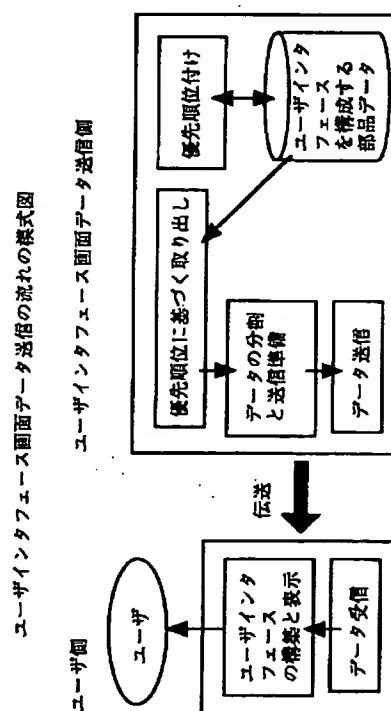 ユーザインタフェース画面データ送信の流れの模式図
ユーザ側
ユーザ
ユーザインタ
フェース
の構築と表示
データ受信
伝送
ユーザインタフェース画面データ送信側
優先順位に基づく取り出し
データの分割
と送信準備
データ送信
優先順位付け
ユーザインタ
フェース
を構成する
部品データ